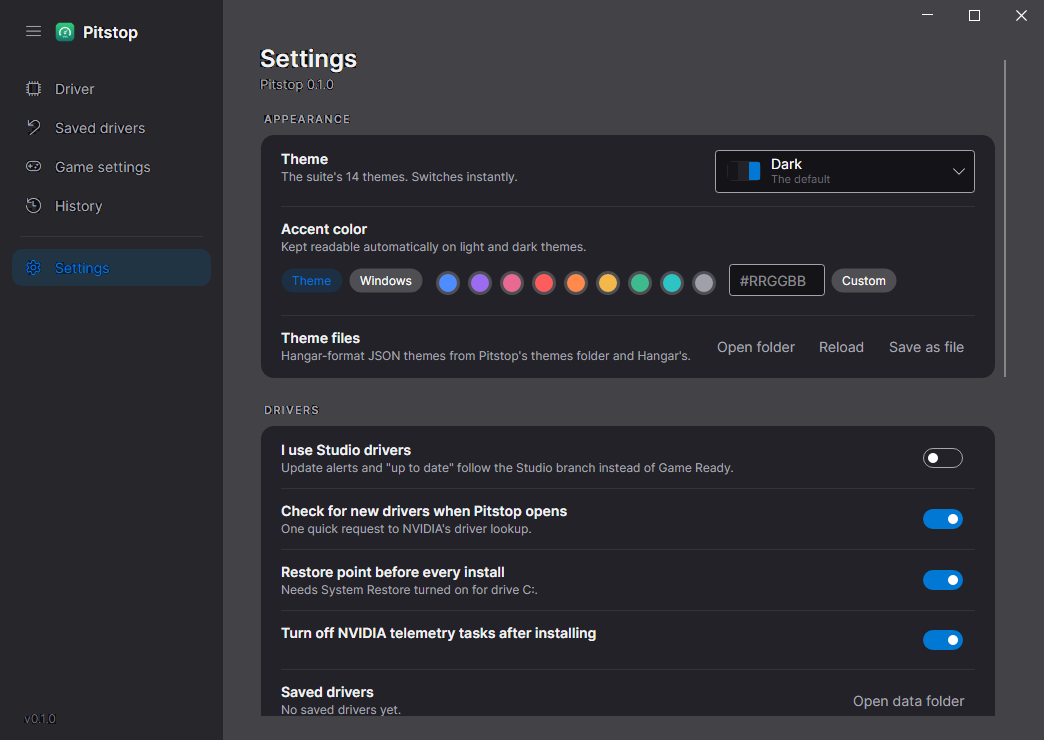 Pitstop
Driver
Saved drivers
Game settings
History
Settings
v0.1.0
Settings
Pitstop 0.1.0
APPEARANCE
Theme
The suite's 14 themes. Switches instantly.
Dark
The default
Accent color
Kept readable automatically on light and dark themes.
Theme
Windows
#RRGGBB
Custom
Theme files
Hangar-format JSON themes from Pitstop's themes folder and Hangar's.
Open folder
Reload
Save as file
DRIVERS
I use Studio drivers
Update alerts and "up to date" follow the Studio branch instead of Game Ready.
Check for new drivers when Pitstop opens
One quick request to NVIDIA's driver lookup.
Restore point before every install
Needs System Restore turned on for drive C:.
Turn off NVIDIA telemetry tasks after installing
Saved drivers
No saved drivers yet.
Open data folder